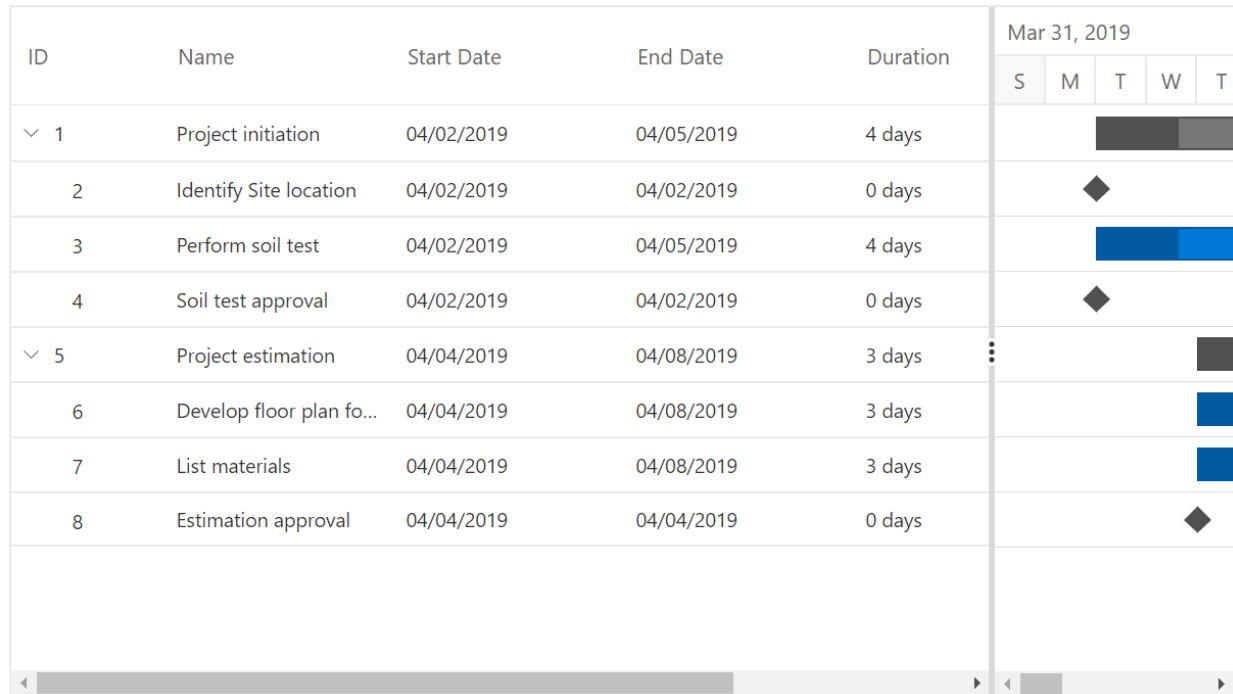 Mar 31, 2019
ID Name Start Date End Date Duration
S M T W T
1 Project initiation 04/02/2019 04/05/2019 4 days
2 Identify Site location 04/02/2019 04/02/2019 0 days
3 Perform soil test 04/02/2019 04/05/2019 4 days
4 Soil test approval 04/02/2019 04/02/2019 0 days
5 Project estimation 04/04/2019 04/08/2019 3 days
6 Develop floor plan fo... 04/04/2019 04/08/2019 3 days
7 List materials 04/04/2019 04/08/2019 3 days
8 Estimation approval 04/04/2019 04/04/2019 0 days